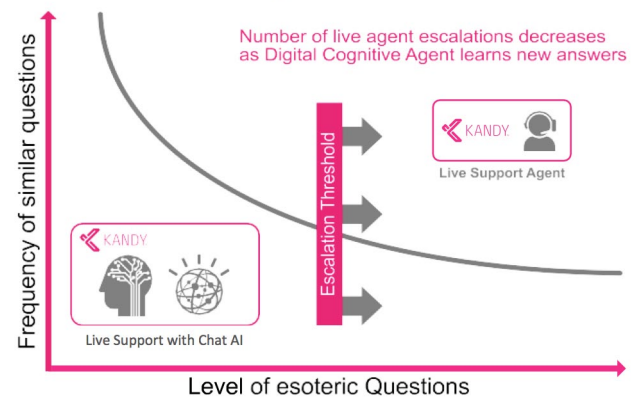 Number of live agent escalations decreases
as Digital Cognitive Agent learns new answers
Frequency of similar questions
KANDY
Live Support Agent
Escalation Threshold
KANDY
Live Support with Chat AI
Level of esoteric Questions